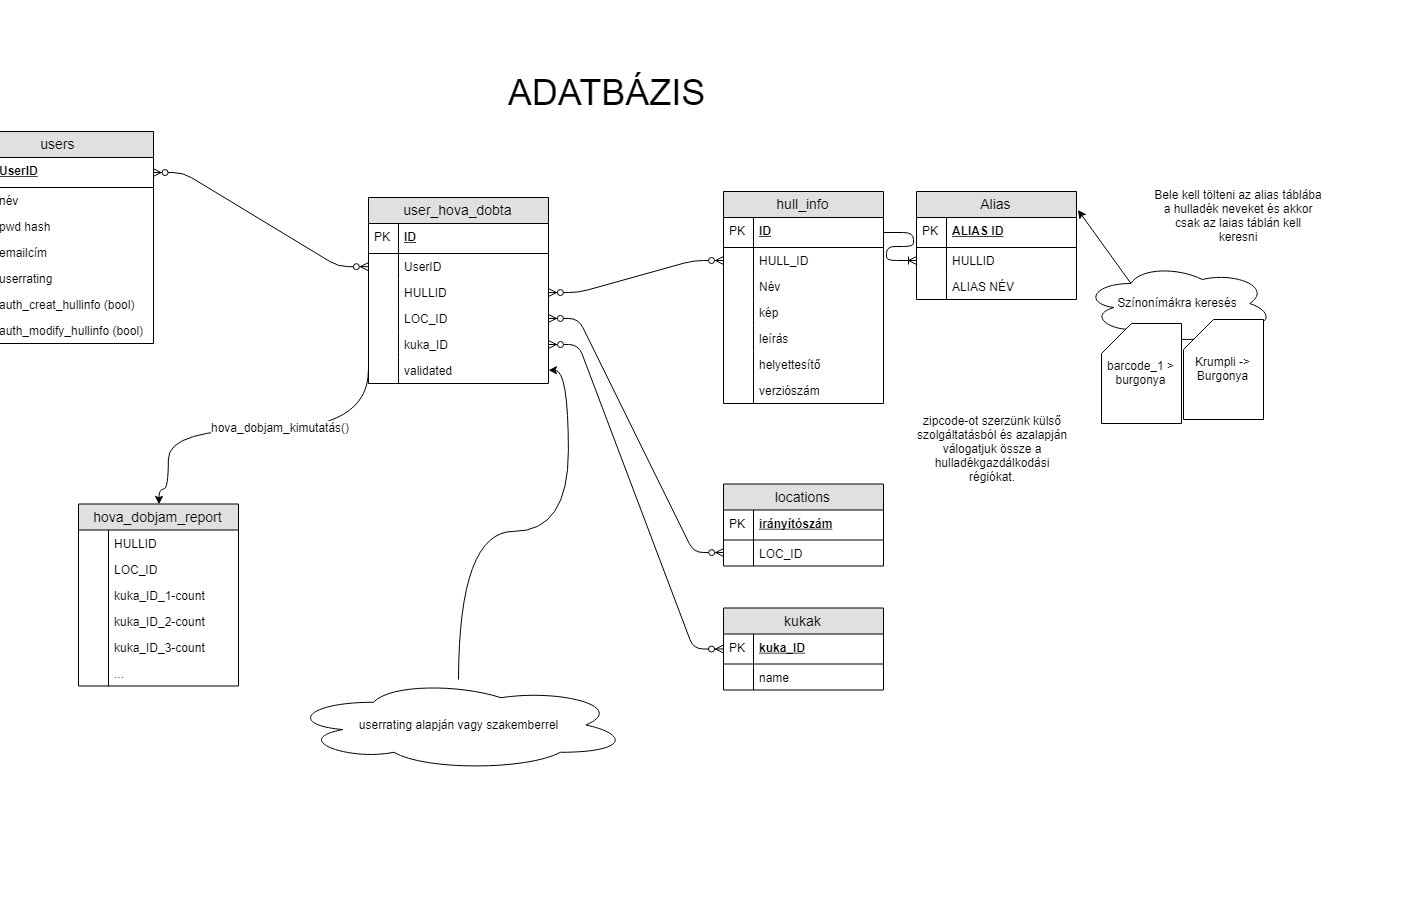 ADATBÁZIS
users
UserID
név
pwd hash
emailcím
userrating
auth_creat_hullinfo (bool)
auth_modify_hullinfo (bool)
user_hova_dobta
PK ID
UserID
HULLID
LOC_ID
kuka_ID
validated
hova_dobjam_kimutatás()
hova_dobjam_report
HULLID
LOC_ID
kuka_ID_1-count
kuka_ID_2-count
kuka_ID_3-count
...
userrating alapján vagy szakemberrel
hull_info
PK ID
HULL_ID
Név
kép
leírás
helyettesítő
verziószám
Alias
PK ALIAS ID
HULLID
ALIAS NÉV
Bele kell tölteni az alias táblába
a hulladék neveket és akkor
csak az laias táblán kell
keresni
Színonímákra keresés
barcode_1 >
burgonya
Krumpli ->
Burgonya
zipcode-ot szerzünk külső
szolgáltatásból és azalapján
válogatjuk össze a
hulladékgazdálkodási
régiókat.
locations
PK irányítószám
LOC_ID
kukak
PK kuka_ID
name